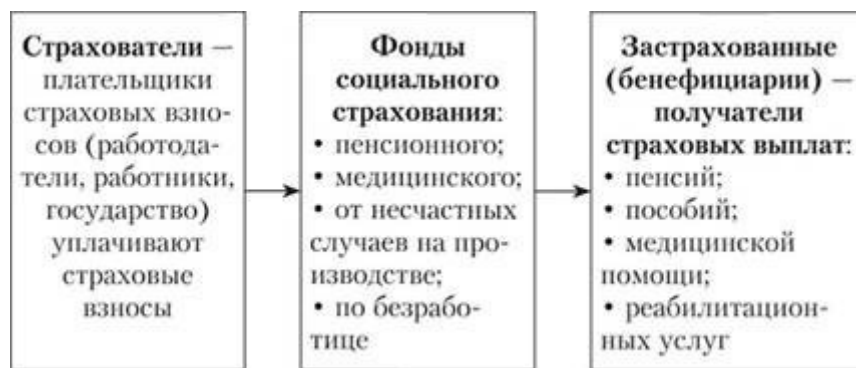 Страхователи —
плательщики
страховых взно-
сов (работода-
тели, работники,
государство)
уплачивают
страховые
взносы
Фонды
социального
страхования:
• пенсионного;
• медицинского;
• от несчастных
случаев на про-
изводстве;
• по безрабо-
тице
Застрахованные
(бенефициарии) —
получатели
страховых выплат:
• пенсий;
• пособий;
• медицинской
помощи;
• реабилитацион-
ных услуг